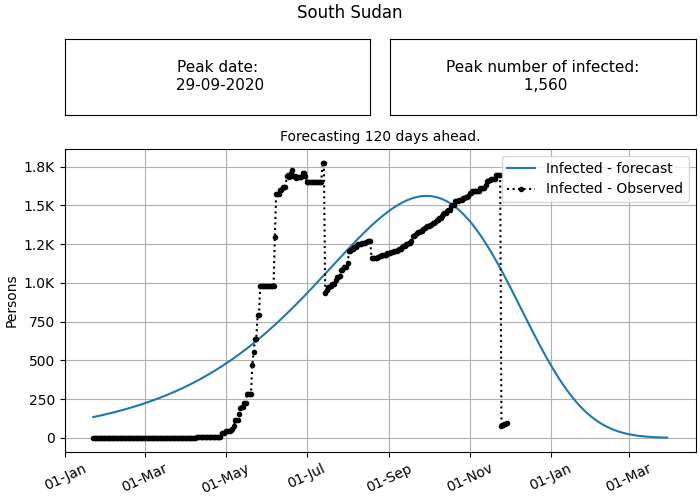 South Sudan
Peak date:
29-09-2020
Peak number of infected:
1,560
Forecasting 120 days ahead.
Infected - forecast
Infected - Observed
Persons
1.8K
1.5K
1.2K
1.0K
750
500
250
0
01-Jan
01-Mar
01-May
01-Jul
01-Sep
01-Nov
01-Jan
01-Mar